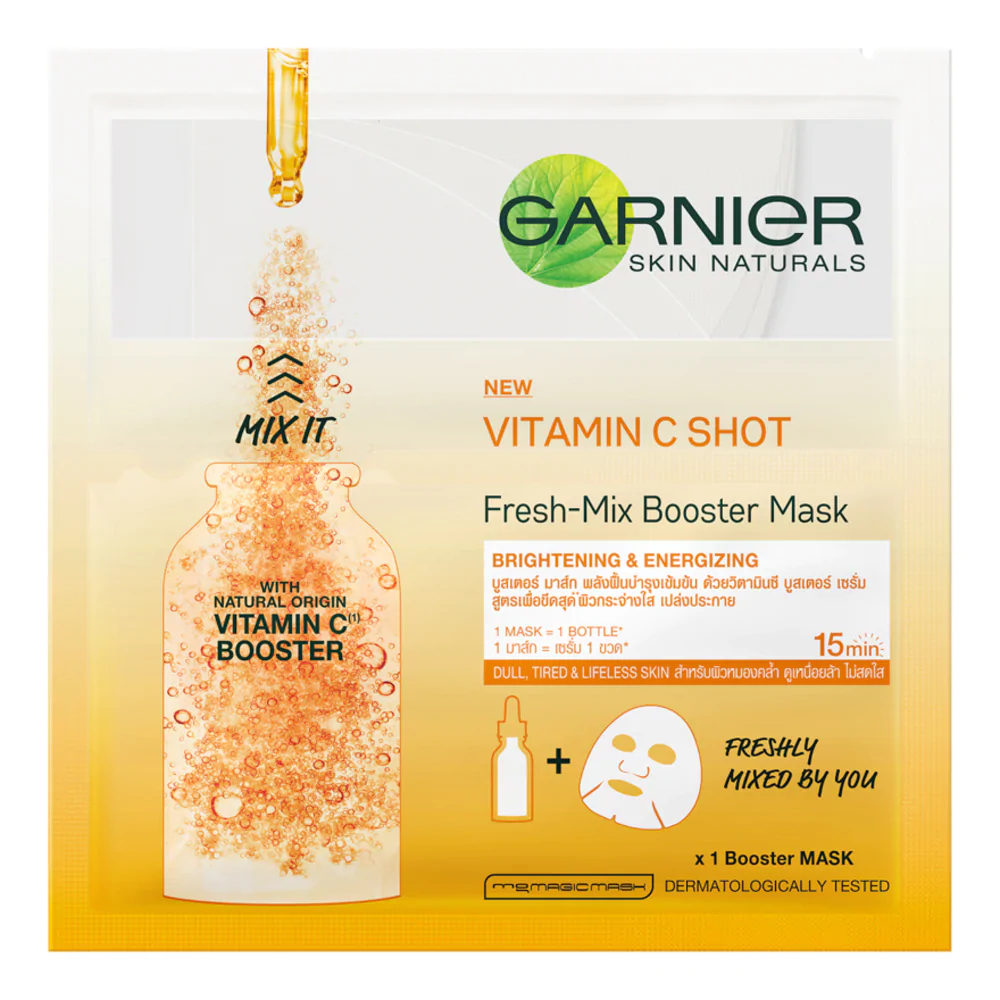 GARNIER
SKIN NATURALS
NEW
VITAMIN C SHOT
Fresh-Mix Booster Mask
BRIGHTENING & ENERGIZING
บูสเตอร์ มาส์ก พลังฟื้นบำรุงเข้มข้น ด้วยวิตามินซี บูสเตอร์ เซรั่ม
สูตรเพื่อขีดสุด*ผิวกระจ่างใส เปล่งประกาย
1 MASK = 1 BOTTLE*
1 มาส์ก = เซรั่ม 1 ขวด*
15min
DULL, TIRED & LIFELESS SKIN สำหรับผิวหมองคล้ำ ดูเหนื่อยล้า ไม่สดใส
MIX IT
WITH
NATURAL ORIGIN
VITAMIN C(1)
BOOSTER
+
FRESHLY
MIXED BY YOU
x 1 Booster MASK
MAGIC MASK
DERMATOLOGICALLY TESTED